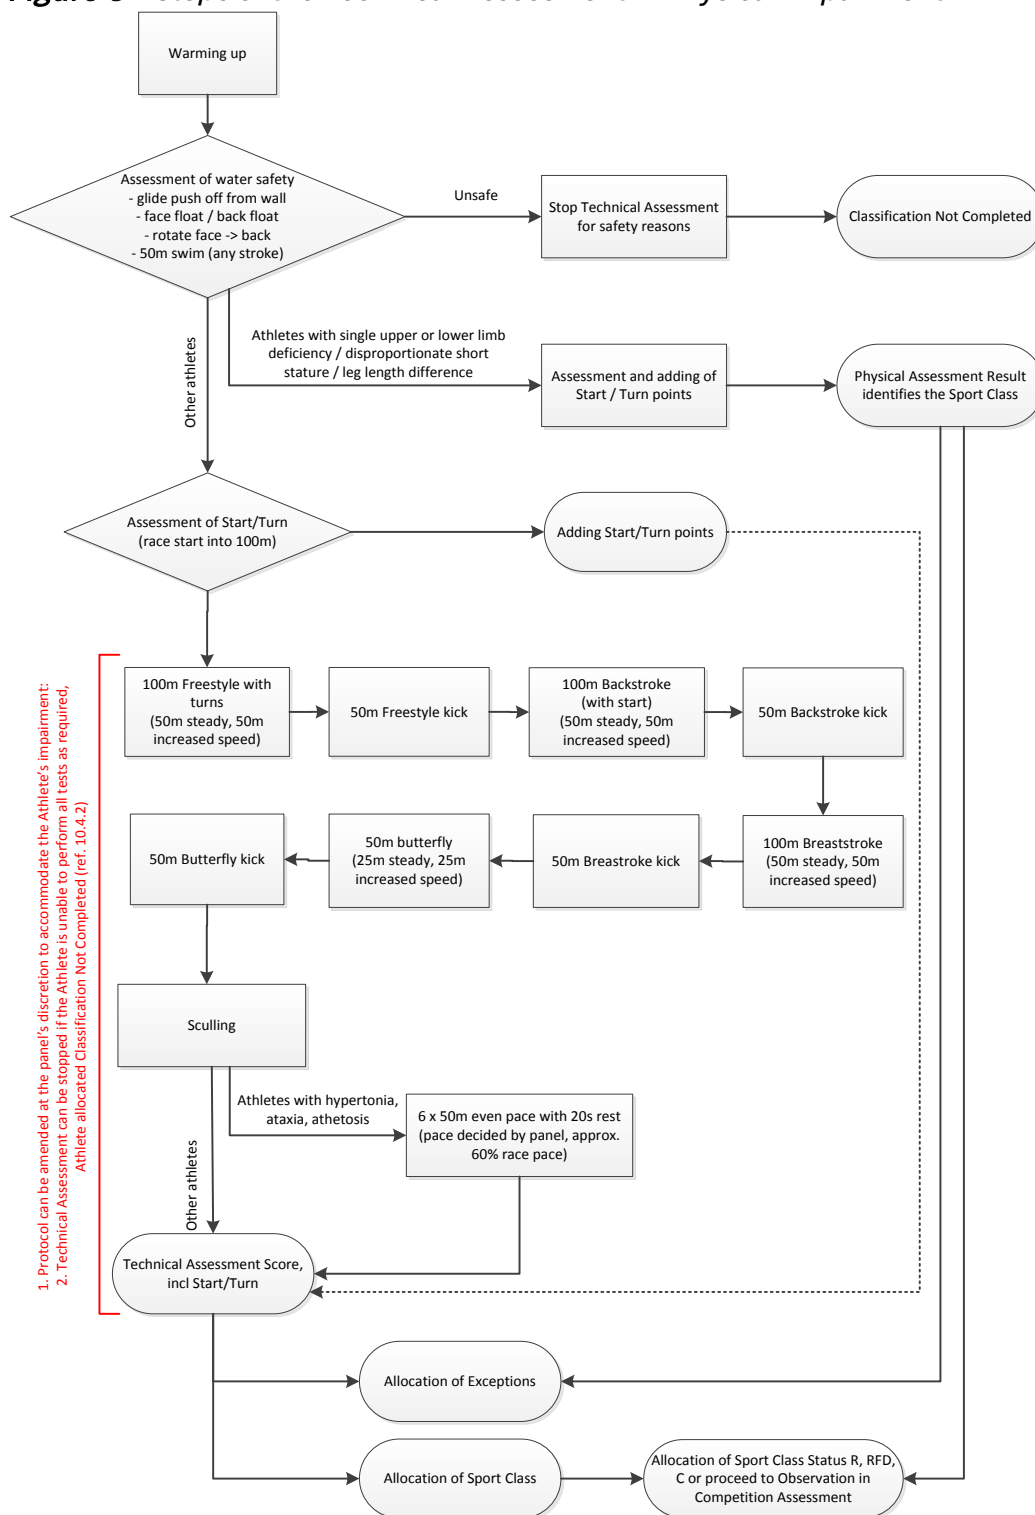 Warming up
Assessment of water safety
- glide push off from wall
- face float / back float
- rotate face -> back
- 50m swim (any stroke)
Unsafe
Stop Technical Assessment
for safety reasons
Classification Not Completed
Other athletes
Athletes with single upper or lower limb
deficiency / disproportionate short
stature / leg length difference
Assessment and adding of
Start / Turn points
Physical Assessment Result
identifies the Sport Class
Assessment of Start/Turn
(race start into 100m)
Adding Start/Turn points
1. Protocol can be amended at the panel's discretion to accommodate the Athlete's impairment:
2. Technical Assessment can be stopped if the Athlete is unable to perform all tests as required,
Athlete allocated Classification Not Completed (ref. 10.4.2)
100m Freestyle with
turns
(50m steady, 50m
increased speed)
50m Freestyle kick
100m Backstroke
(with start)
(50m steady, 50m
increased speed)
50m Backstroke kick
100m Breaststroke
(50m steady, 50m
increased speed)
50m Breastroke kick
50m butterfly
(25m steady, 25m
increased speed)
50m Butterfly kick
Sculling
Athletes with hypertonia,
ataxia, athetosis
6 x 50m even pace with 20s rest
(pace decided by panel, approx.
60% race pace)
Other athletes
Technical Assessment Score,
incl Start/Turn
Allocation of Exceptions
Allocation of Sport Class
Allocation of Sport Class Status R, RFD,
C or proceed to Observation in
Competition Assessment